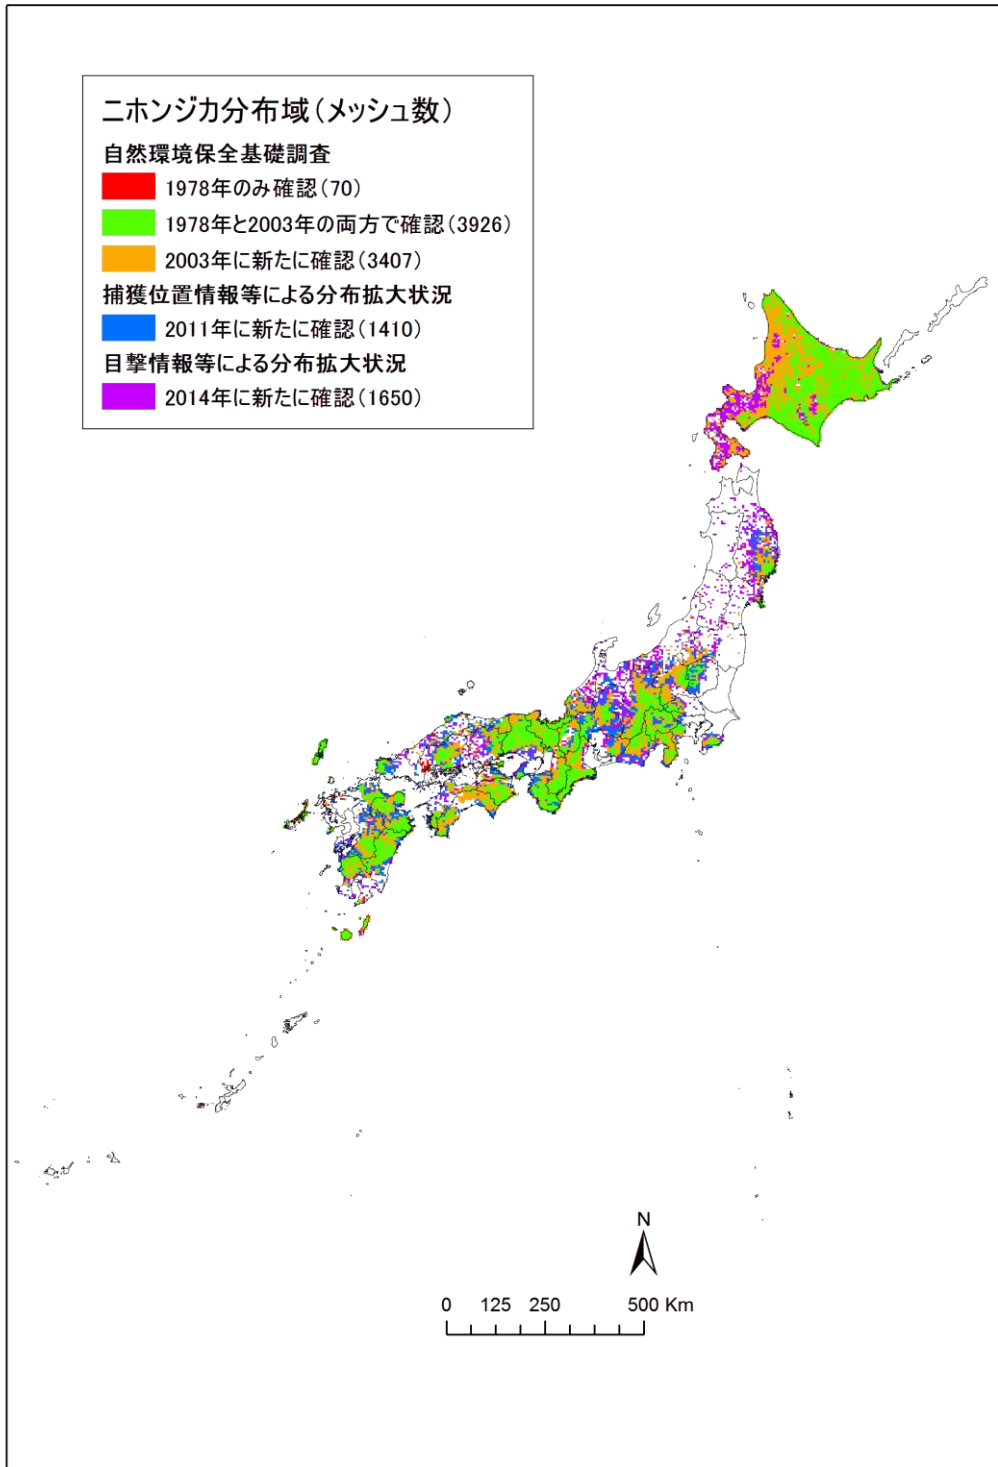 ニホンジカ分布域(メッシュ数)
自然環境保全基礎調査
1978年のみ確認(70)
1978年と2003年の両方で確認(3926)
2003年に新たに確認(3407)
捕獲位置情報等による分布拡大状況
2011年に新たに確認(1410)
目撃情報等による分布拡大状況
2014年に新たに確認(1650)
N
0 125 250 500 Km